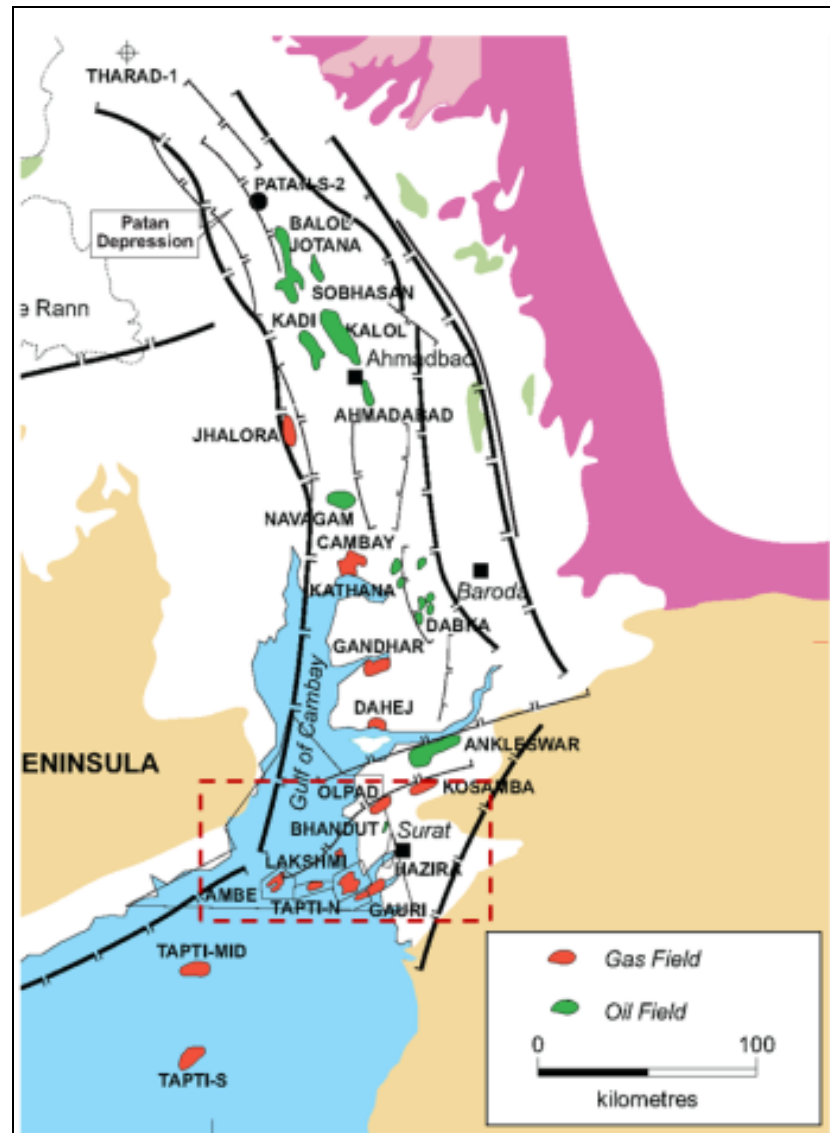 THARAD-1
PATAN-S-2
Patan
Depression
BALOL
JOTANA
SOBHASAN
e Rann
KADI
KALOL
Ahmadbad
AHMADABAD
JHALORA
NAVAGAM
CAMBAY
KATHANA
Baroda
DABKA
GANDHAR
Gulf of Cambay
DAHEJ
ANKLESWAR
ENINSULA
OLPAD
KOSAMBA
BHANDUT
Surat
LAKSHMI
HAZIRA
AMBE
TAPTI-N
GAURI
TAPTI-MID
TAPTI-S
Gas Field
Oil Field
0
100
kilometres